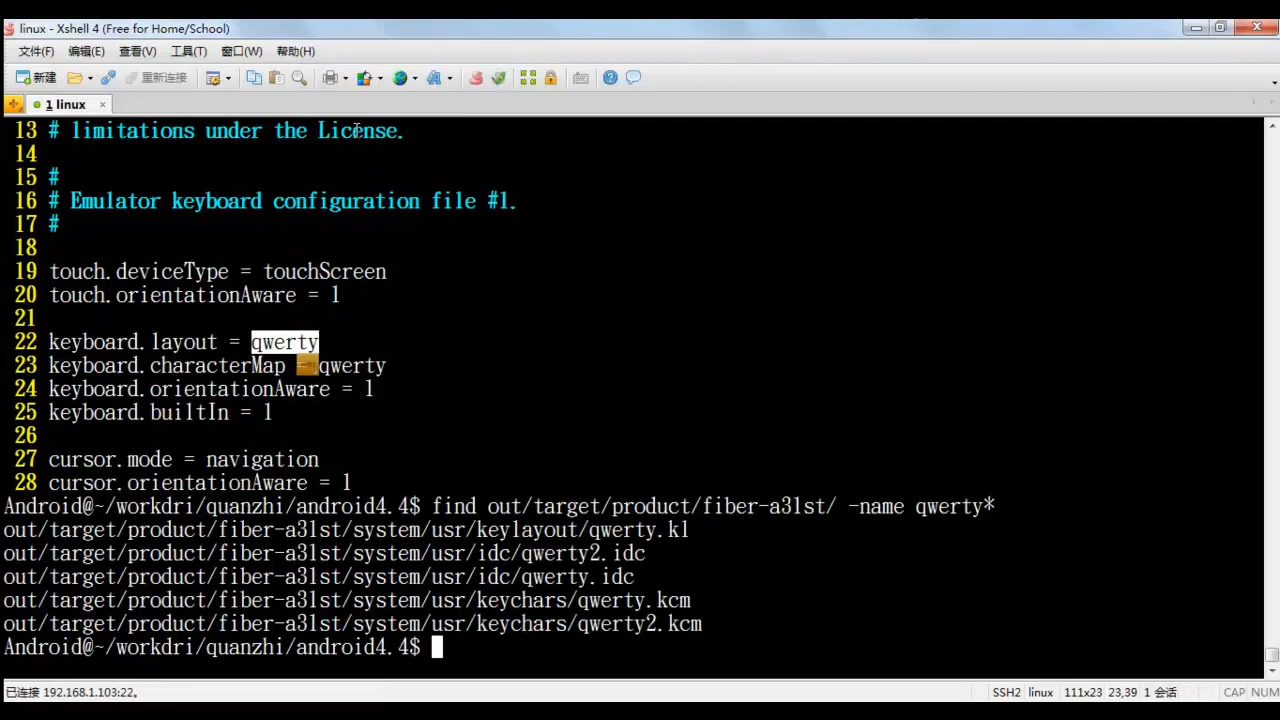 linux - Xshell 4 (Free for Home/School)
文件(F) 编辑(E) 查看(V) 工具(T) 窗口(W) 帮助(H)
新建 重新连接
1 linux
13 # limitations under the License.
14
15 #
16 # Emulator keyboard configuration file #1.
17 #
18
19 touch.deviceType = touchScreen
20 touch.orientationAware = 1
21
22 keyboard.layout = qwerty
23 keyboard.characterMap = qwerty
24 keyboard.orientationAware = 1
25 keyboard.builtIn = 1
26
27 cursor.mode = navigation
28 cursor.orientationAware = 1
Android@~/workdri/quanzhi/android4.4$ find out/target/product/fiber-a31st/ -name qwerty*
out/target/product/fiber-a31st/system/usr/keylayout/qwerty.kl
out/target/product/fiber-a31st/system/usr/idc/qwerty2.idc
out/target/product/fiber-a31st/system/usr/idc/qwerty.idc
out/target/product/fiber-a31st/system/usr/keychars/qwerty.kcm
out/target/product/fiber-a31st/system/usr/keychars/qwerty2.kcm
Android@~/workdri/quanzhi/android4.4$
已连接 192.168.1.103:22。 SSH2 linux 111x23 23,39 1 会话 CAP NUM